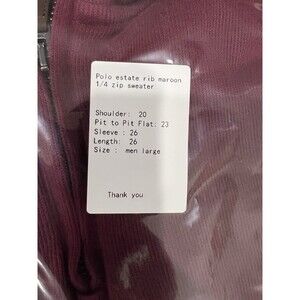 Polo estate rib maroon
1/4 zip sweater
Shoulder: 20
Pit to Pit Flat: 23
Sleeve : 26
Length: 26
Size : men large
Thank you